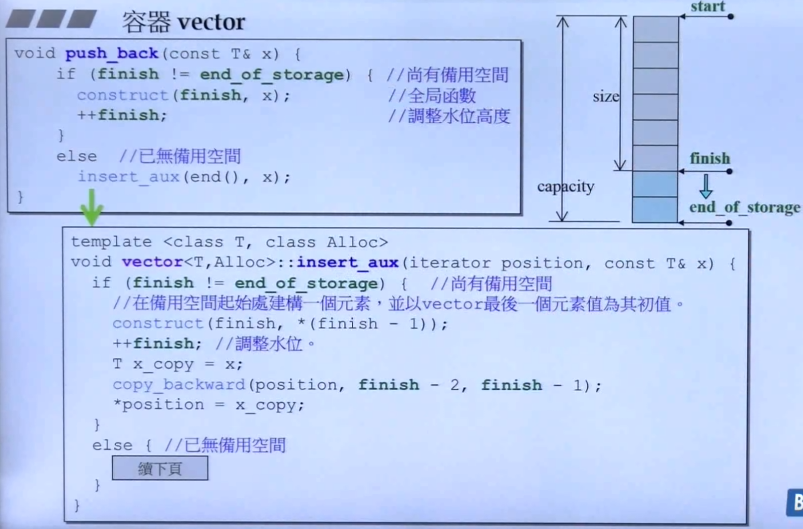 容器 vector
void push_back(const T& x) {
if (finish != end_of_storage) { //尚有備用空間
construct(finish, x); //全局函數
++finish; //調整水位高度
}
else //已無備用空間
insert_aux(end(), x);
}
start
size
finish
capacity
end_of_storage
template <class T, class Alloc>
void vector<T,Alloc>::insert_aux(iterator position, const T& x) {
if (finish != end_of_storage) { //尚有備用空間
//在備用空間起始處建構一個元素，並以vector最後一個元素值為其初值。
construct(finish, *(finish - 1));
++finish; //調整水位。
T x_copy = x;
copy_backward(position, finish - 2, finish - 1);
*position = x_copy;
}
else { //已無備用空間
續下頁
}
}
B